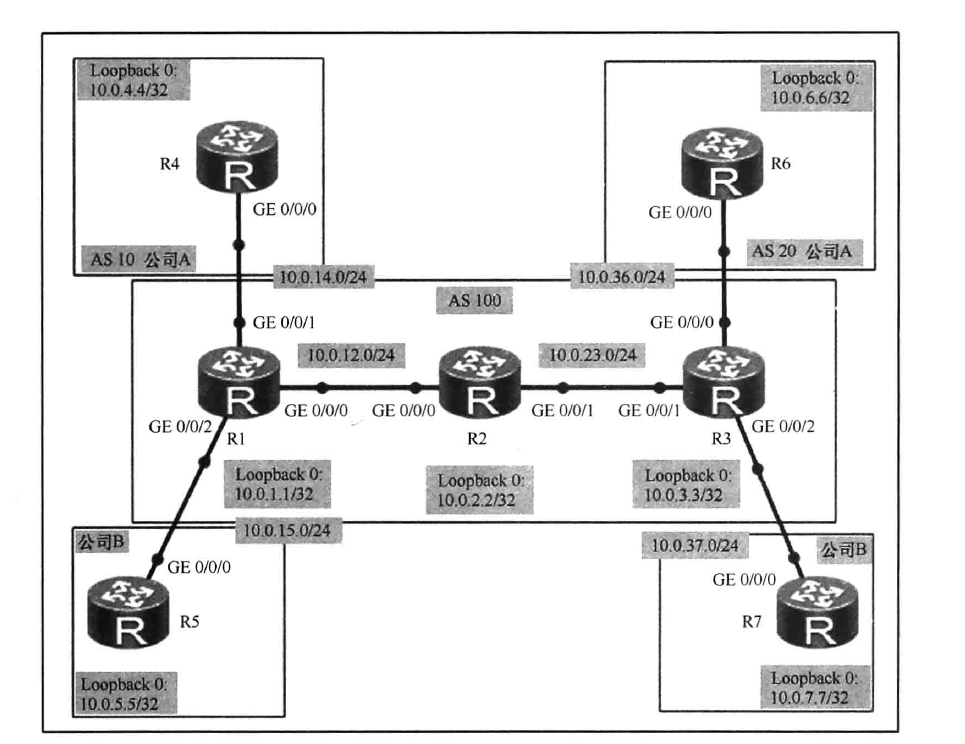 Loopback 0:
10.0.4.4/32
R4
GE 0/0/0
AS 10 公司A
10.0.14.0/24
Loopback 0:
10.0.6.6/32
R6
GE 0/0/0
AS 20 公司A
10.0.36.0/24
AS 100
GE 0/0/1
GE 0/0/0
10.0.12.0/24
10.0.23.0/24
R
R
R
R
R
GE 0/0/2
GE 0/0/0
GE 0/0/0
GE 0/0/1
GE 0/0/1
GE 0/0/2
R1
R2
R3
Loopback 0:
10.0.1.1/32
Loopback 0:
10.0.2.2/32
Loopback 0:
10.0.3.3/32
10.0.15.0/24
公司B
GE 0/0/0
R
R5
Loopback 0:
10.0.5.5/32
10.0.37.0/24
公司B
GE 0/0/0
R7
R
Loopback 0:
10.0.7.7/32